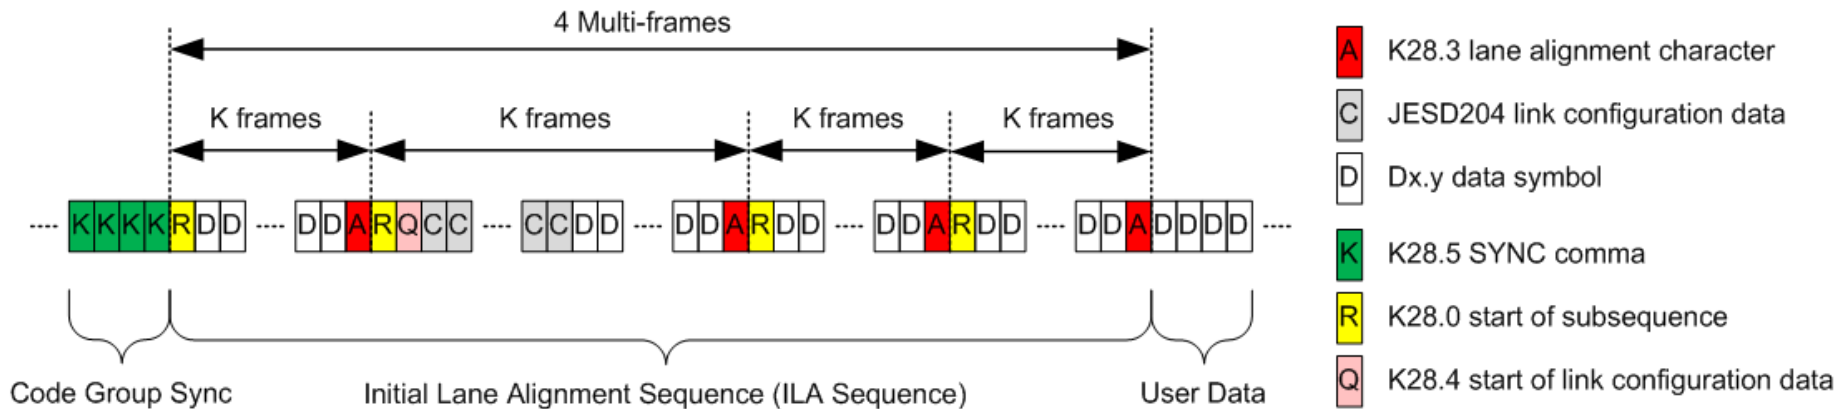 4 Multi-frames
K frames K frames K frames K frames
K K K K R D D D D A R Q C C C C D D D D A R D D D D A R D D D D A D D D D
Code Group Sync Initial Lane Alignment Sequence (ILA Sequence) User Data
A K28.3 lane alignment character
C JESD204 link configuration data
D Dx.y data symbol
K K28.5 SYNC comma
R K28.0 start of subsequence
Q K28.4 start of link configuration data